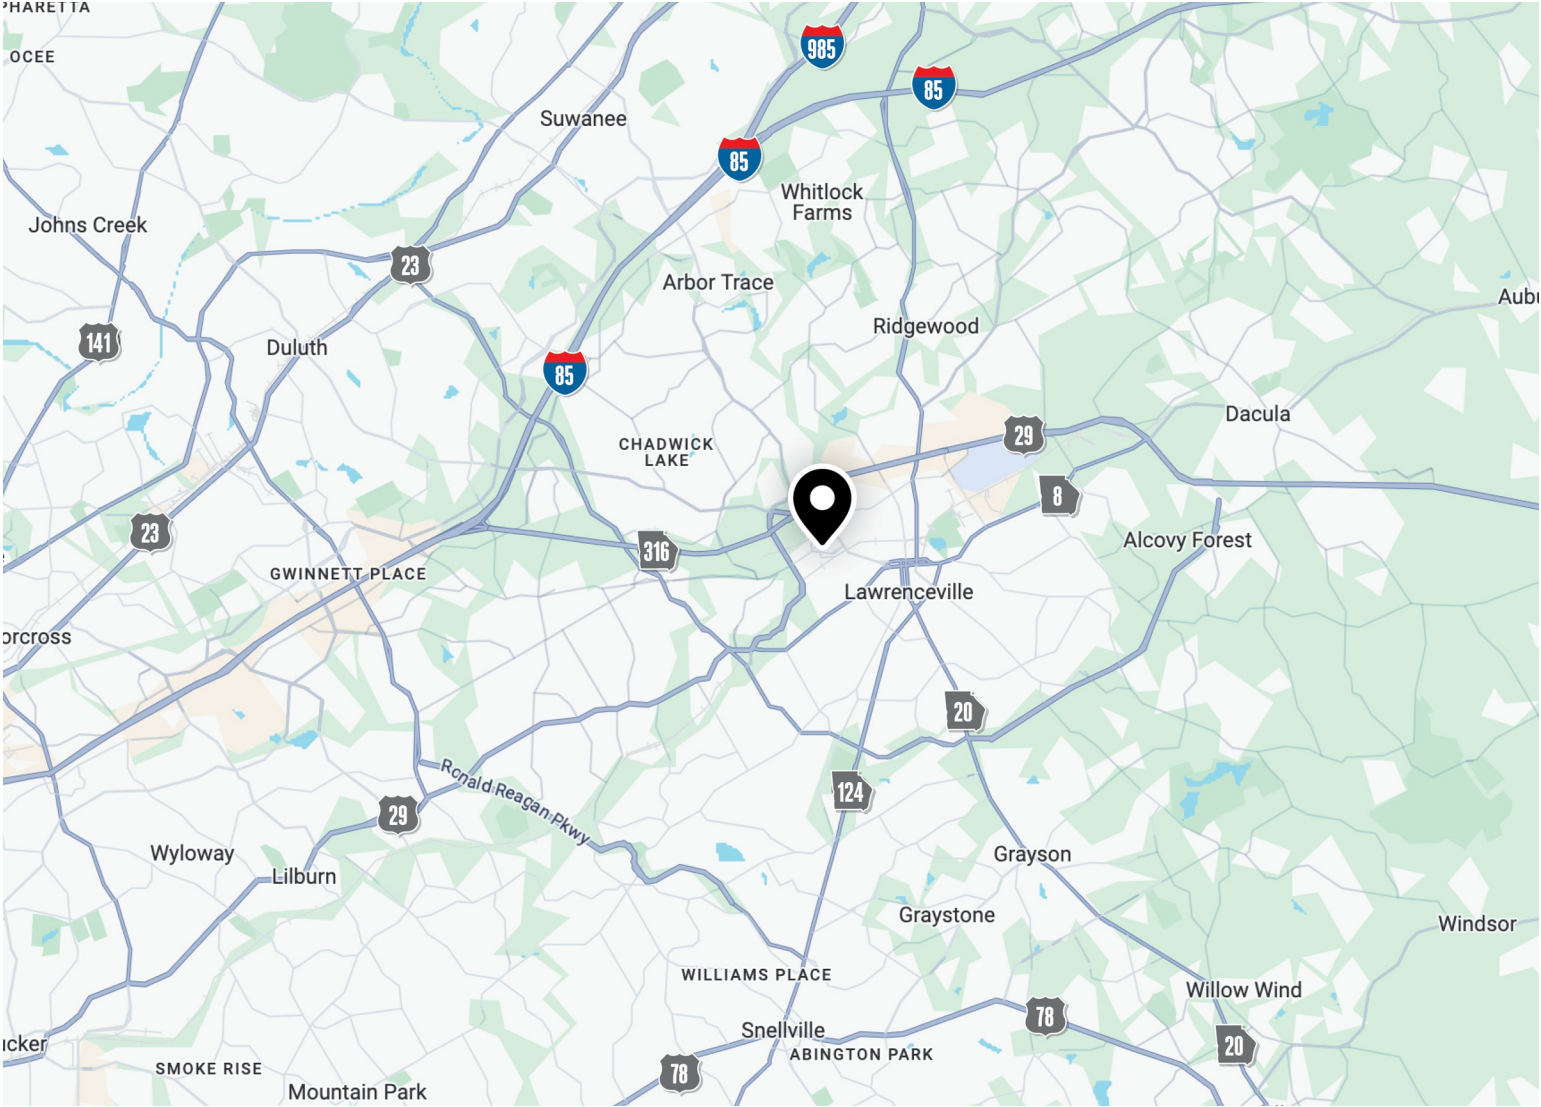 PHARETTA
OCEE
985
85
Suwanee
85
Whitlock
Farms
Johns Creek
23
Arbor Trace
Aubu
Ridgewood
141
Duluth
85
Dacula
29
CHADWICK
LAKE
8
23
Alcovy Forest
316
GWINNETT PLACE
Lawrenceville
orcross
20
Ronald Reagan Pkwy
124
29
Wyloway
Grayson
Lilburn
Graystone
Windsor
WILLIAMS PLACE
Willow Wind
78
Snellville
ucker
20
ABINGTON PARK
SMOKE RISE
78
Mountain Park